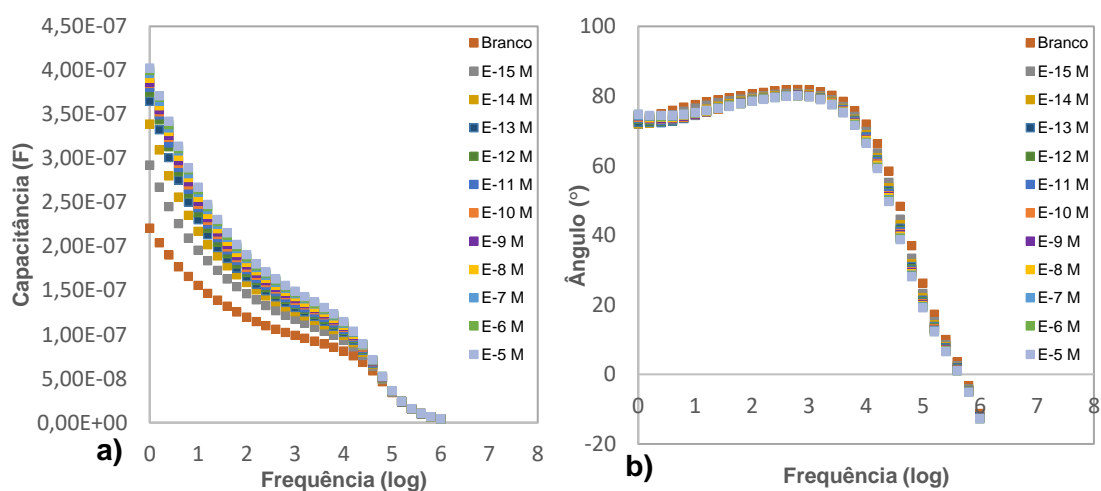 4,50E-07
4,00E-07
3,50E-07
3,00E-07
2,50E-07
2,00E-07
1,50E-07
1,00E-07
5,00E-08
0,00E+00
Capacitância (F)
0 1 2 3 4 5 6 7 8
Frequência (log)
a)
Branco
E-15 M
E-14 M
E-13 M
E-12 M
E-11 M
E-10 M
E-9 M
E-8 M
E-7 M
E-6 M
E-5 M
100
80
60
40
20
0
-20
Ângulo (°)
0 1 2 3 4 5 6 7 8
Frequência (log)
b)
Branco
E-15 M
E-14 M
E-13 M
E-12 M
E-11 M
E-10 M
E-9 M
E-8 M
E-7 M
E-6 M
E-5 M